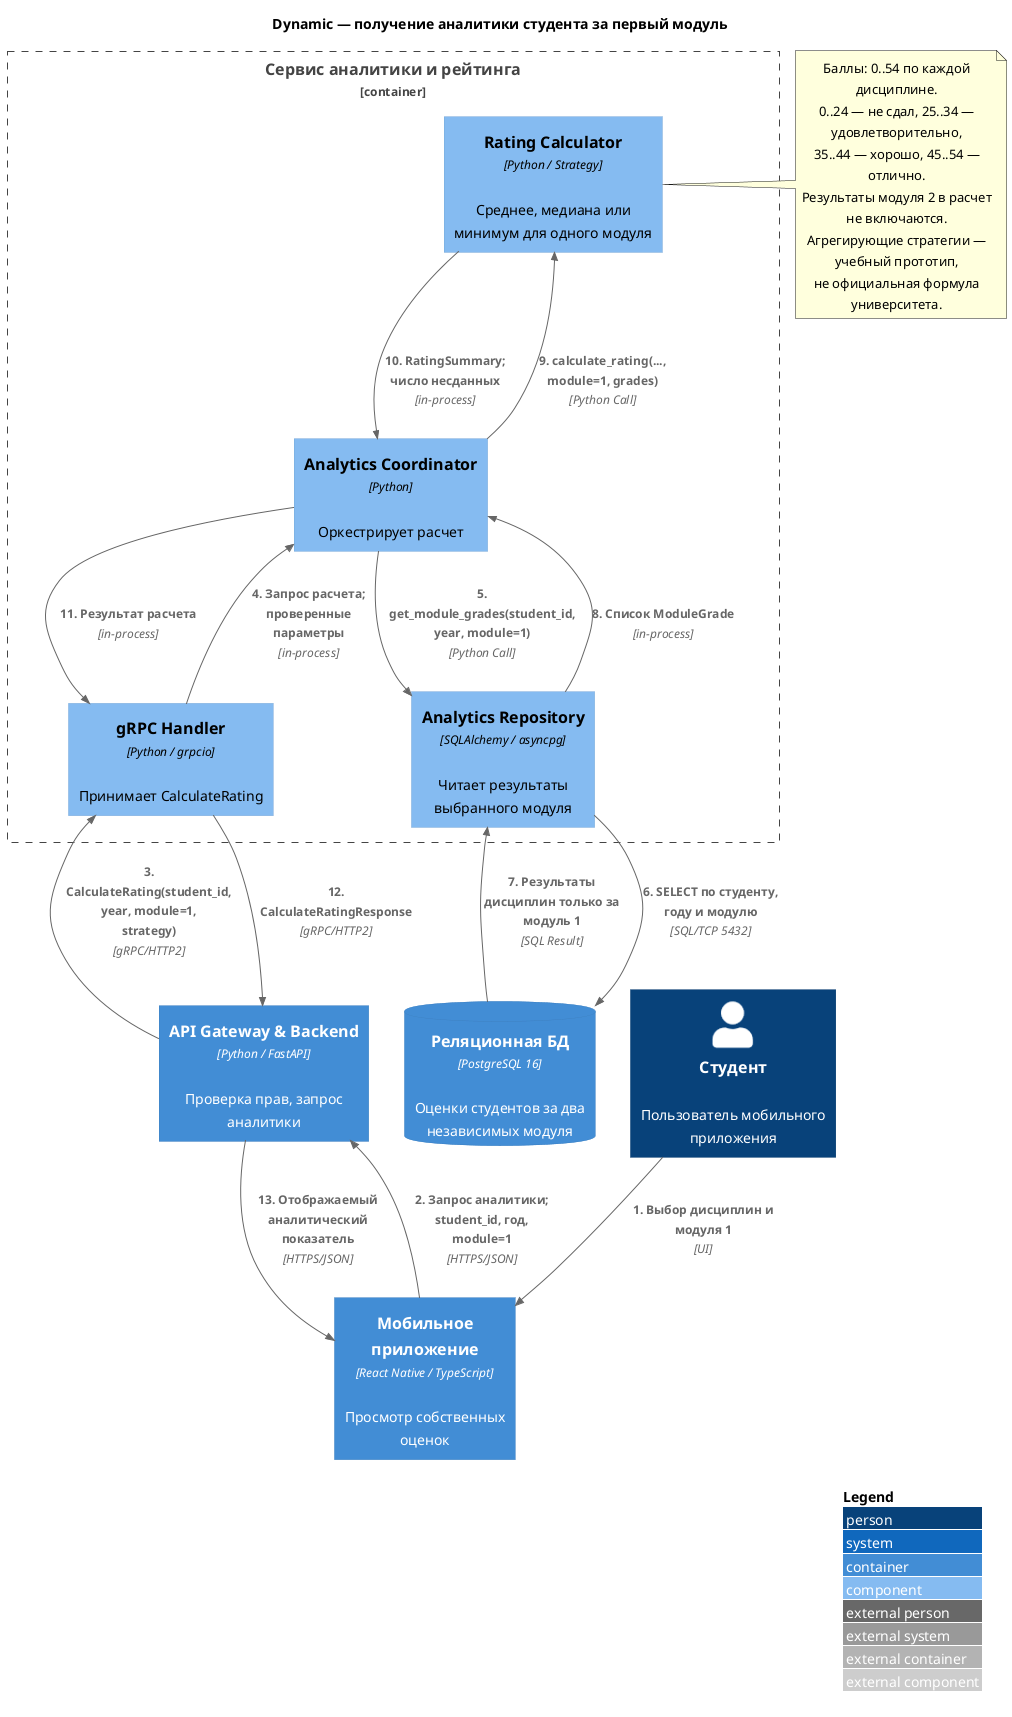 Dynamic — получение аналитики студента за первый модуль
Сервис аналитики и рейтинга
[container]
Rating Calculator
[Python / Strategy]
Среднее, медиана или
минимум для одного модуля
Баллы: 0..54 по каждой
дисциплине.
0..24 — не сдал, 25..34 —
удовлетворительно,
35..44 — хорошо, 45..54 —
отлично.
Результаты модуля 2 в расчет
не включаются.
Агрегирующие стратегии —
учебный прототип,
не официальная формула
университета.
10. RatingSummary;
число несданных
[in-process]
9. calculate_rating(...,
module=1, grades)
[Python Call]
Analytics Coordinator
[Python]
Оркестрирует расчет
11. Результат расчета
[in-process]
4. Запрос расчета;
проверенные
параметры
[in-process]
5.
get_module_grades(student_id,
year, module=1)
[Python Call]
8. Список ModuleGrade
[in-process]
gRPC Handler
[Python / grpcio]
Принимает CalculateRating
Analytics Repository
[SQLAlchemy / asyncpg]
Читает результаты
выбранного модуля
3.
CalculateRating(student_id,
year, module=1,
strategy)
[gRPC/HTTP2]
12.
CalculateRatingResponse
[gRPC/HTTP2]
7. Результаты
дисциплин только за
модуль 1
[SQL Result]
6. SELECT по студенту,
году и модулю
[SQL/TCP 5432]
API Gateway & Backend
[Python / FastAPI]
Проверка прав, запрос
аналитики
Реляционная БД
[PostgreSQL 16]
Оценки студентов за два
независимых модуля
Студент
Пользователь мобильного
приложения
13. Отображаемый
аналитический
показатель
[HTTPS/JSON]
2. Запрос аналитики;
student_id, год,
module=1
[HTTPS/JSON]
1. Выбор дисциплин и
модуля 1
[UI]
Мобильное
приложение
[React Native / TypeScript]
Просмотр собственных
оценок
Legend
person
system
container
component
external person
external system
external container
external component